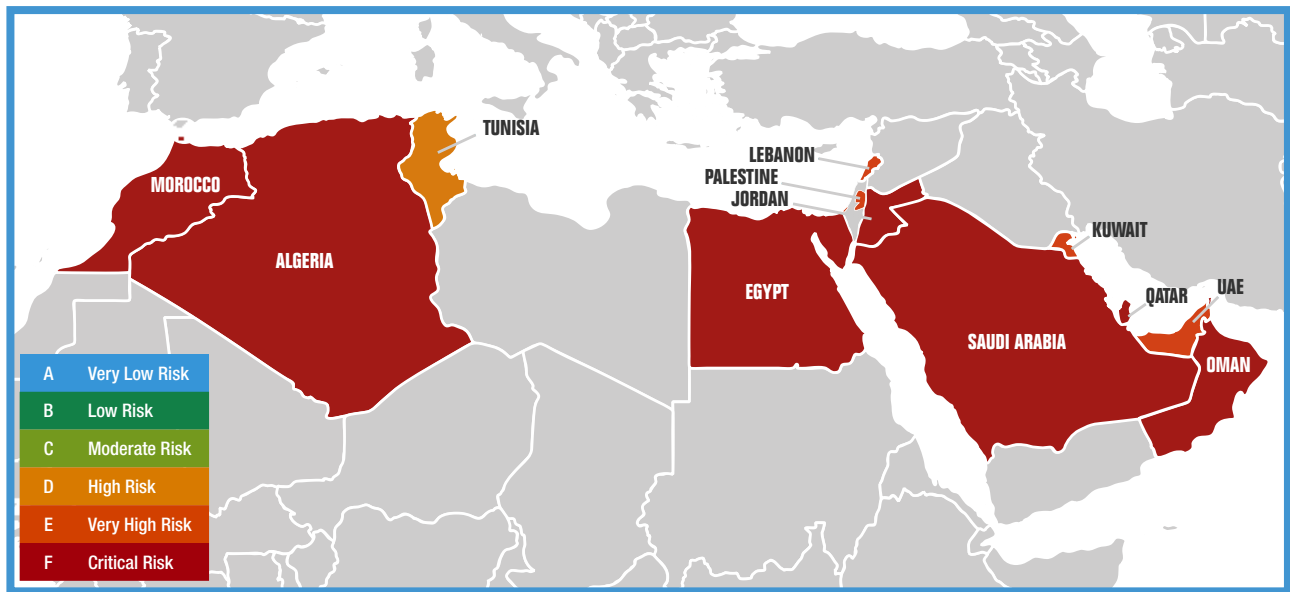 TUNISIA
LEBANON
PALESTINE
JORDAN
MOROCCO
ALGERIA
EGYPT
KUWAIT
QATAR
UAE
SAUDI ARABIA
OMAN
A Very Low Risk
B Low Risk
C Moderate Risk
D High Risk
E Very High Risk
F Critical Risk